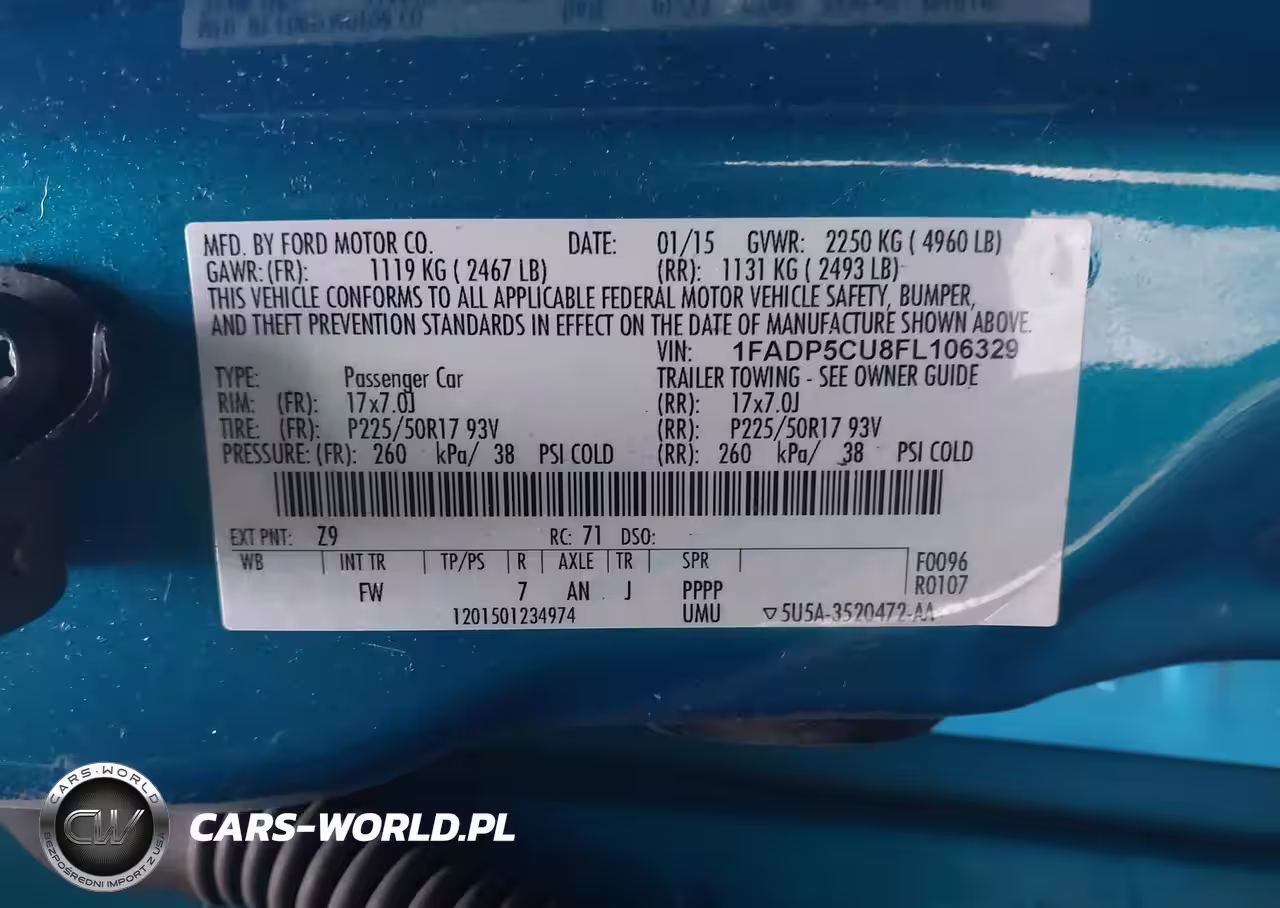 MFD. BY FORD MOTOR CO. DATE: 01/15 GVWR: 2250 KG ( 4960 LB)
GAWR: (FR): 1119 KG ( 2467 LB) (RR): 1131 KG ( 2493 LB)
THIS VEHICLE CONFORMS TO ALL APPLICABLE FEDERAL MOTOR VEHICLE SAFETY, BUMPER,
AND THEFT PREVENTION STANDARDS IN EFFECT ON THE DATE OF MANUFACTURE SHOWN ABOVE.
VIN: 1FADP5CU8FL106329
TYPE: Passenger Car TRAILER TOWING - SEE OWNER GUIDE
RIM: (FR): 17x7.0J (RR): 17x7.0J
TIRE: (FR): P225/50R17 93V (RR): P225/50R17 93V
PRESSURE: (FR): 260 kPa/ 38 PSI COLD (RR): 260 kPa/ 38 PSI COLD
EXT PNT: Z9 RC: 71 DSO:
WB INT TR TP/PS R AXLE TR SPR F0096
FW 7 AN J PPPP R0107
1201501234974 UMU ▽5U5A-3520472-AA
CARS-WORLD
CW
BEZPOŚREDNI IMPORT Z USA
CARS-WORLD.PL